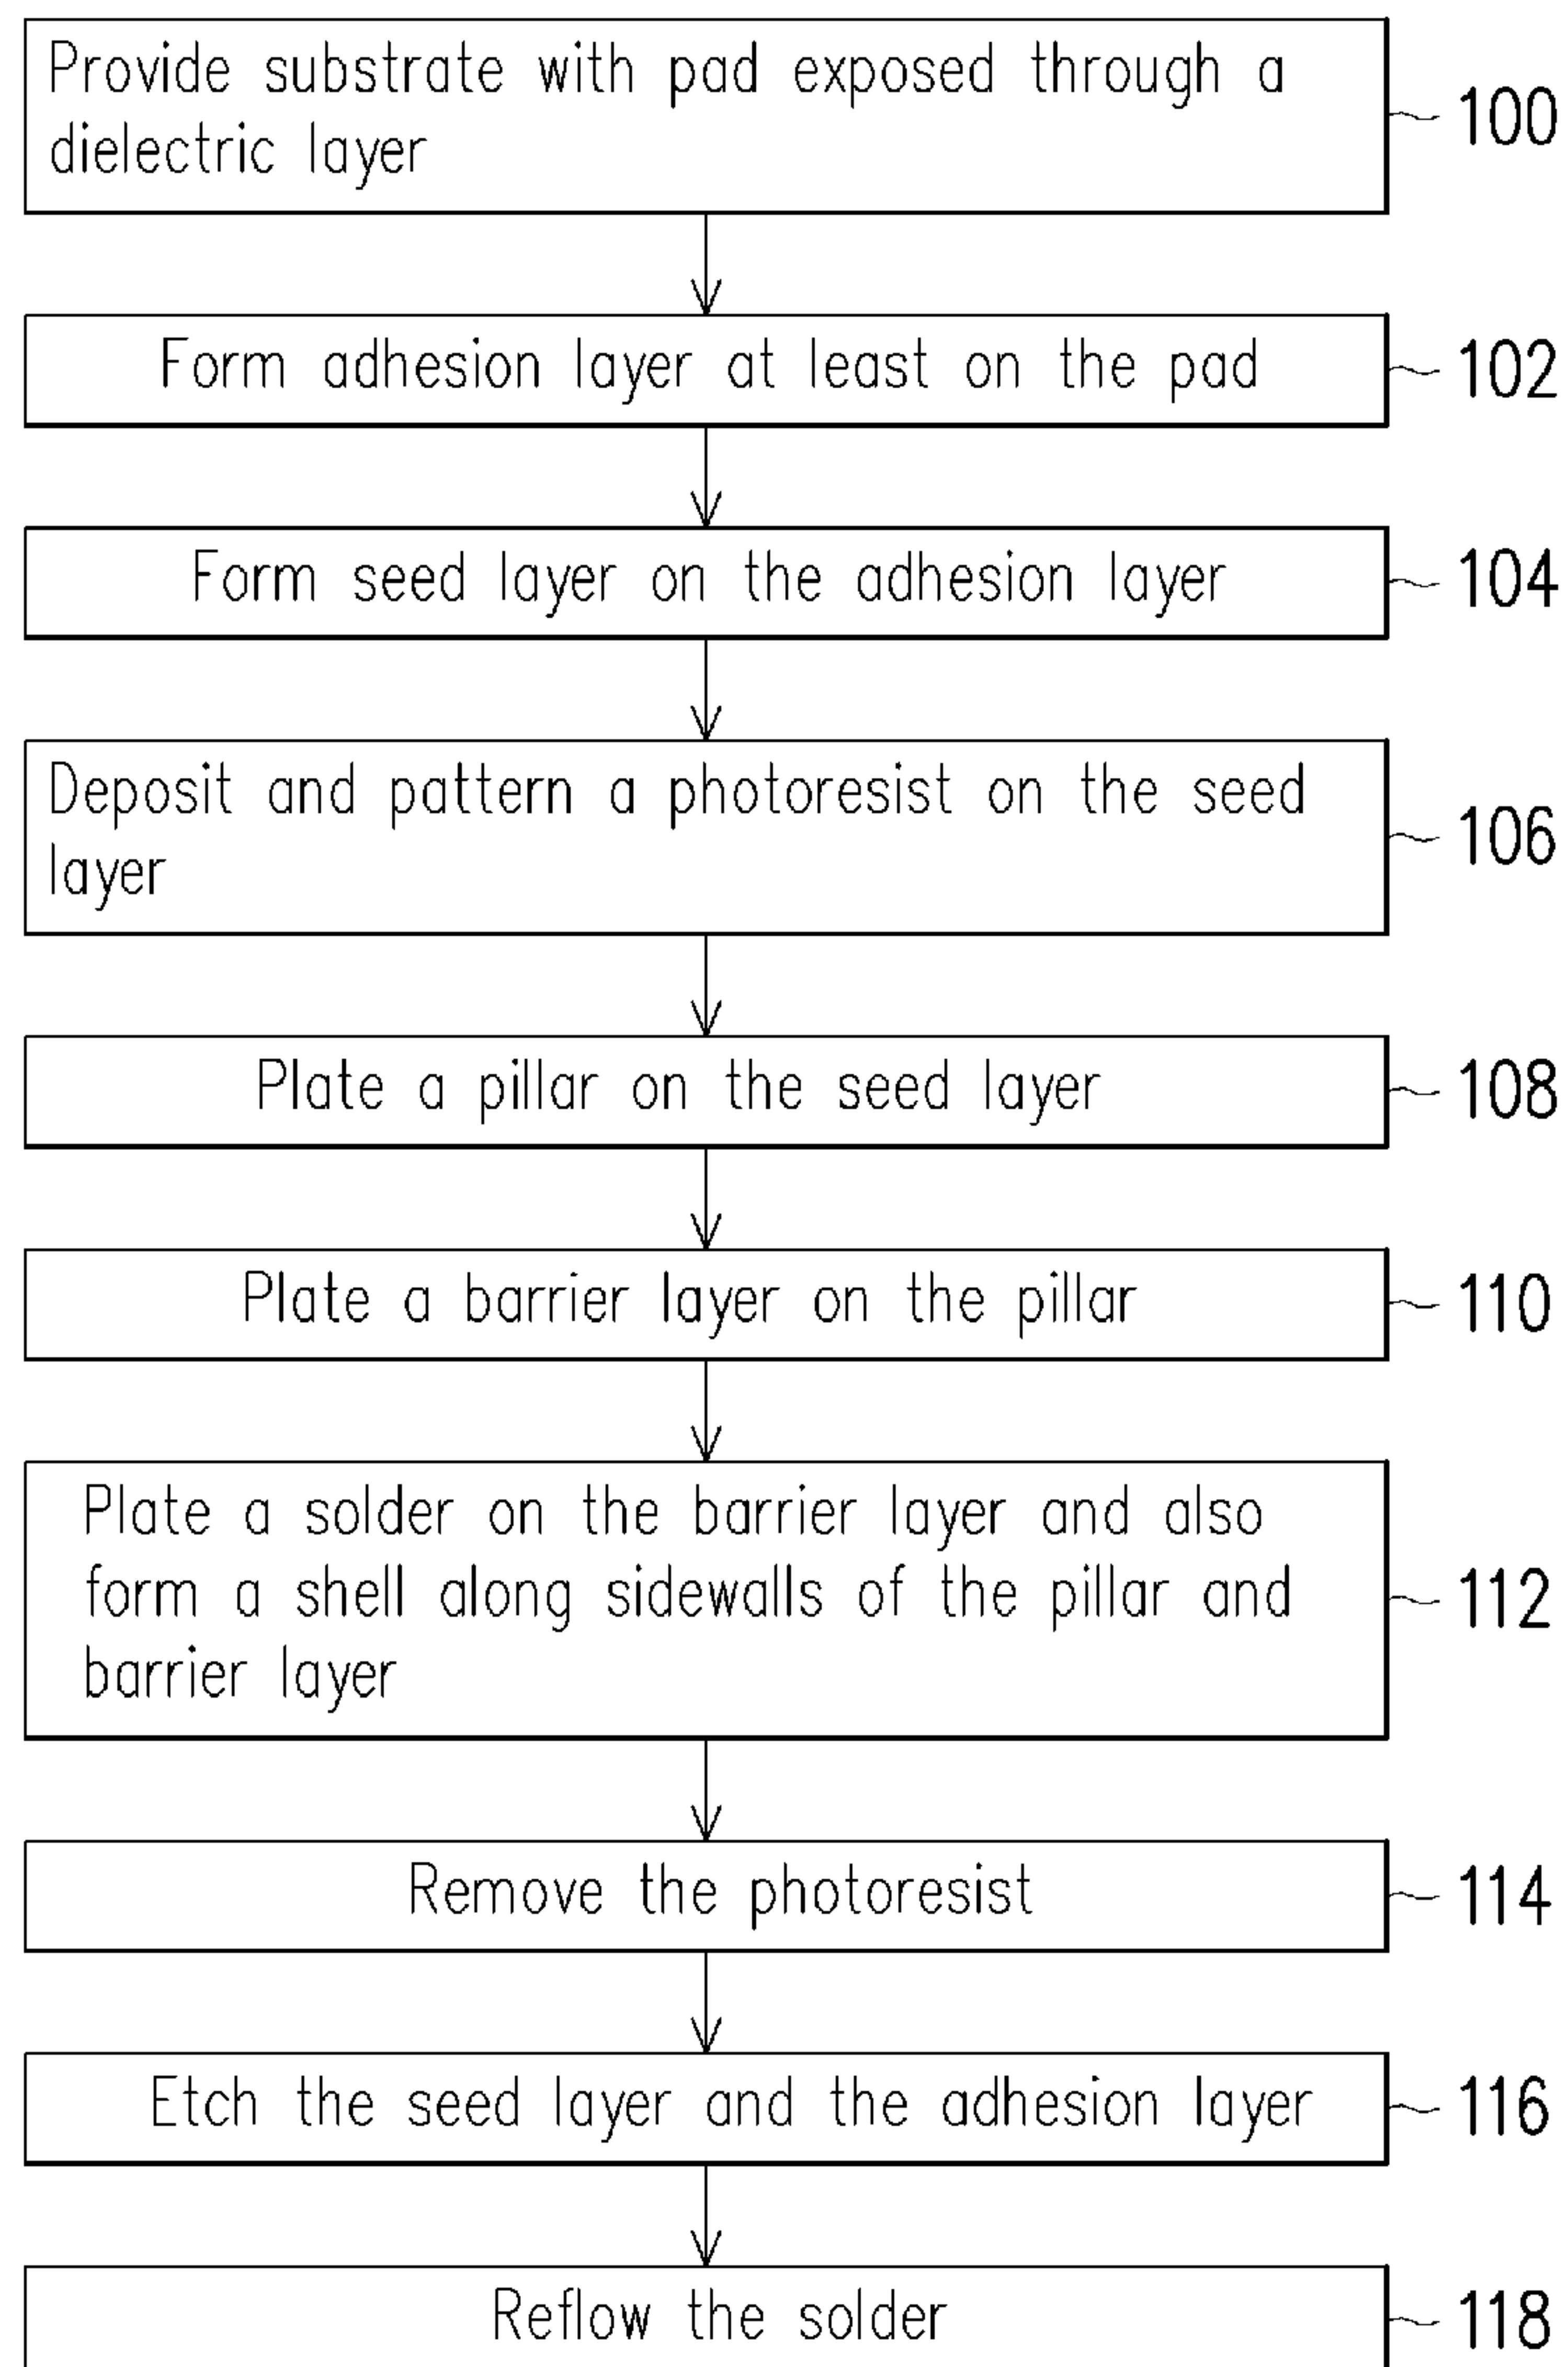 Provide substrate with pad exposed through a
dielectric layer
100
Form adhesion layer at least on the pad
102
Form seed layer on the adhesion layer
104
Deposit and pattern a photoresist on the seed
layer
106
Plate a pillar on the seed layer
108
Plate a barrier layer on the pillar
110
Plate a solder on the barrier layer and also
form a shell along sidewalls of the pillar and
barrier layer
112
Remove the photoresist
114
Etch the seed layer and the adhesion layer
116
Reflow the solder
118